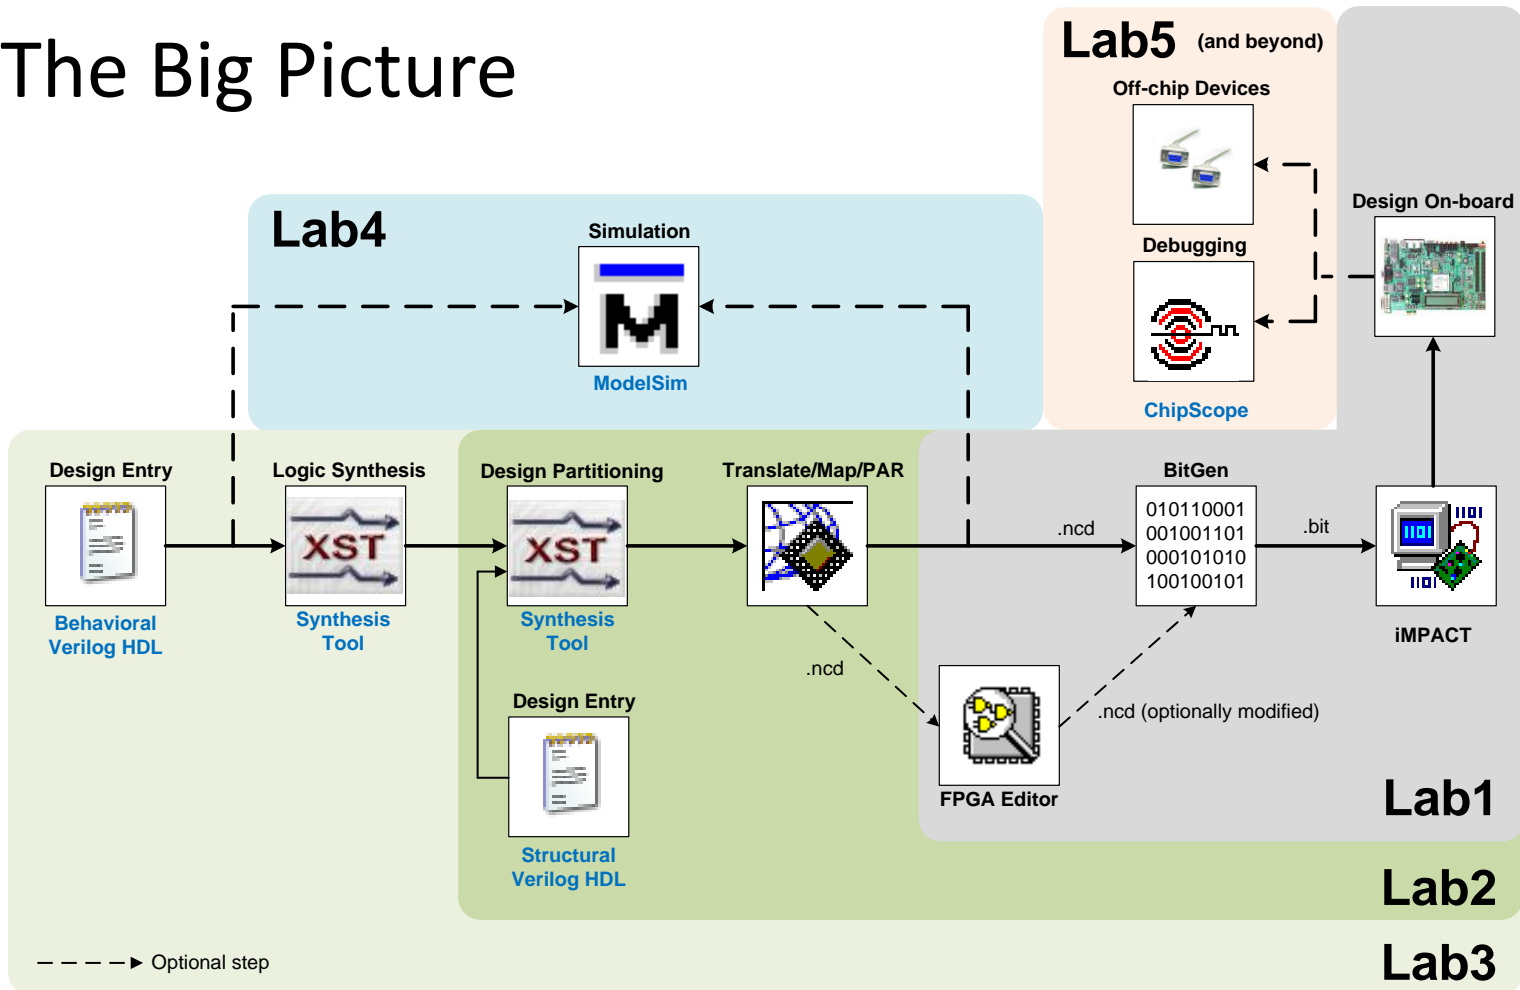 The Big Picture
Lab5 (and beyond)
Off-chip Devices
Debugging
ChipScope
Design On-board
Lab4
Simulation
M
ModelSim
Design Entry
Behavioral
Verilog HDL
Logic Synthesis
XST
Synthesis
Tool
Design Partitioning
XST
Synthesis
Tool
Translate/Map/PAR
.ncd
BitGen
010110001
001001101
000101010
100100101
.bit
1101
1101
1101
iMPACT
.ncd
FPGA Editor
.ncd (optionally modified)
Design Entry
Structural
Verilog HDL
Lab1
Lab2
Lab3
Optional step